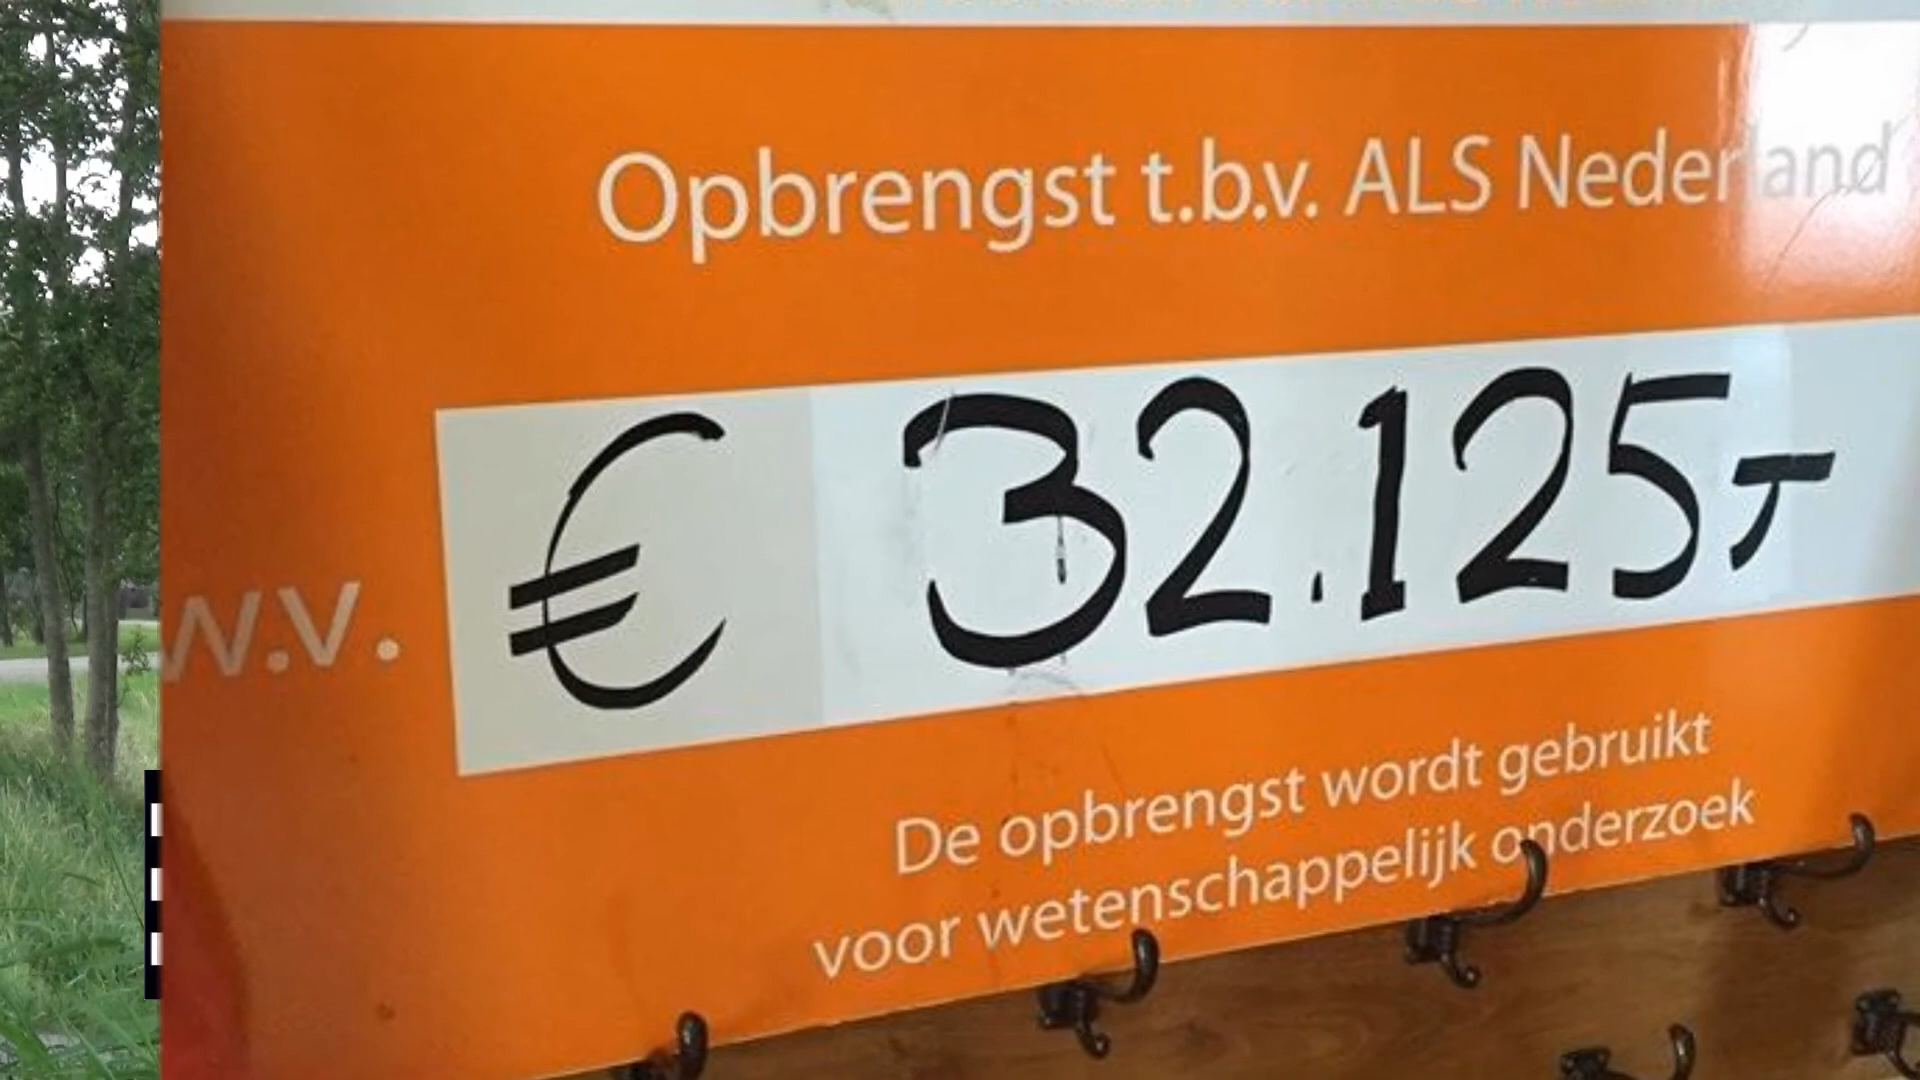 Opbrengst t.b.v. ALS Nederland
w.v. € 32.125,-
De opbrengst wordt gebruikt
voor wetenschappelijk onderzoek